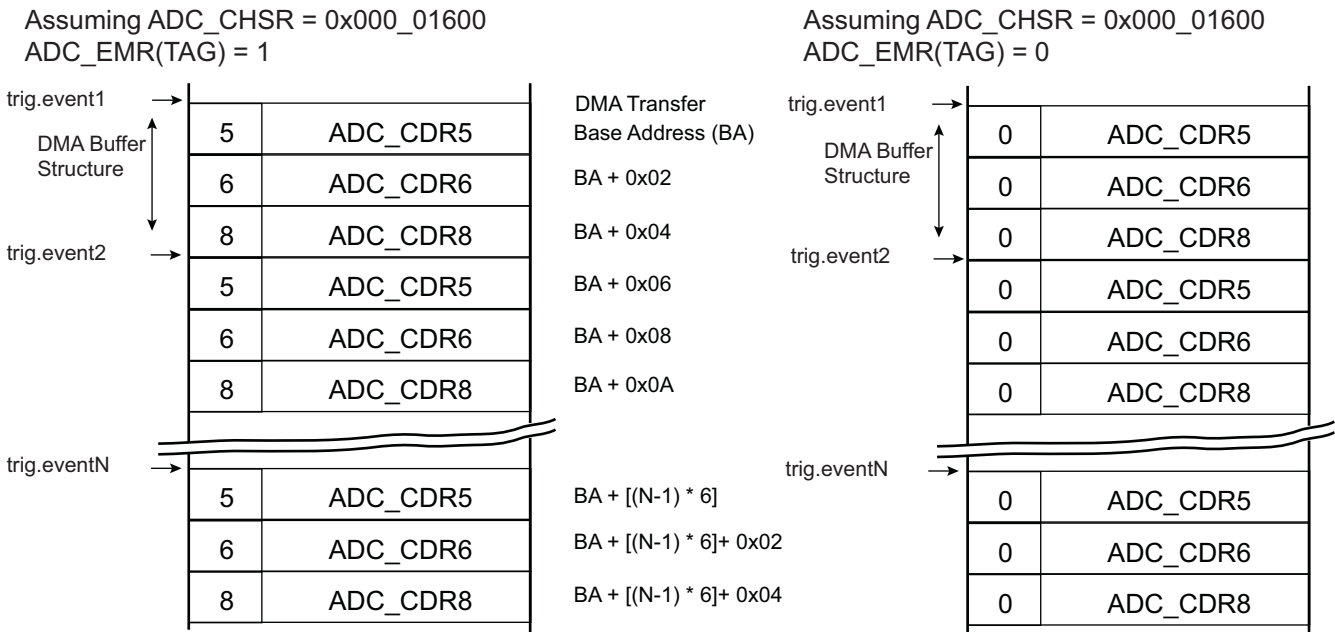 Assuming ADC_CHSR = 0x000_01600
ADC_EMR(TAG) = 1
trig.event1
DMA Buffer
Structure
trig.event2
trig.eventN
5 ADC_CDR5
6 ADC_CDR6
8 ADC_CDR8
5 ADC_CDR5
6 ADC_CDR6
8 ADC_CDR8
5 ADC_CDR5
6 ADC_CDR6
8 ADC_CDR8
DMA Transfer
Base Address (BA)
BA + 0x02
BA + 0x04
BA + 0x06
BA + 0x08
BA + 0x0A
BA + [(N-1) * 6]
BA + [(N-1) * 6]+ 0x02
BA + [(N-1) * 6]+ 0x04
Assuming ADC_CHSR = 0x000_01600
ADC_EMR(TAG) = 0
trig.event1
DMA Buffer
Structure
trig.event2
trig.eventN
0 ADC_CDR5
0 ADC_CDR6
0 ADC_CDR8
0 ADC_CDR5
0 ADC_CDR6
0 ADC_CDR8
0 ADC_CDR5
0 ADC_CDR6
0 ADC_CDR8